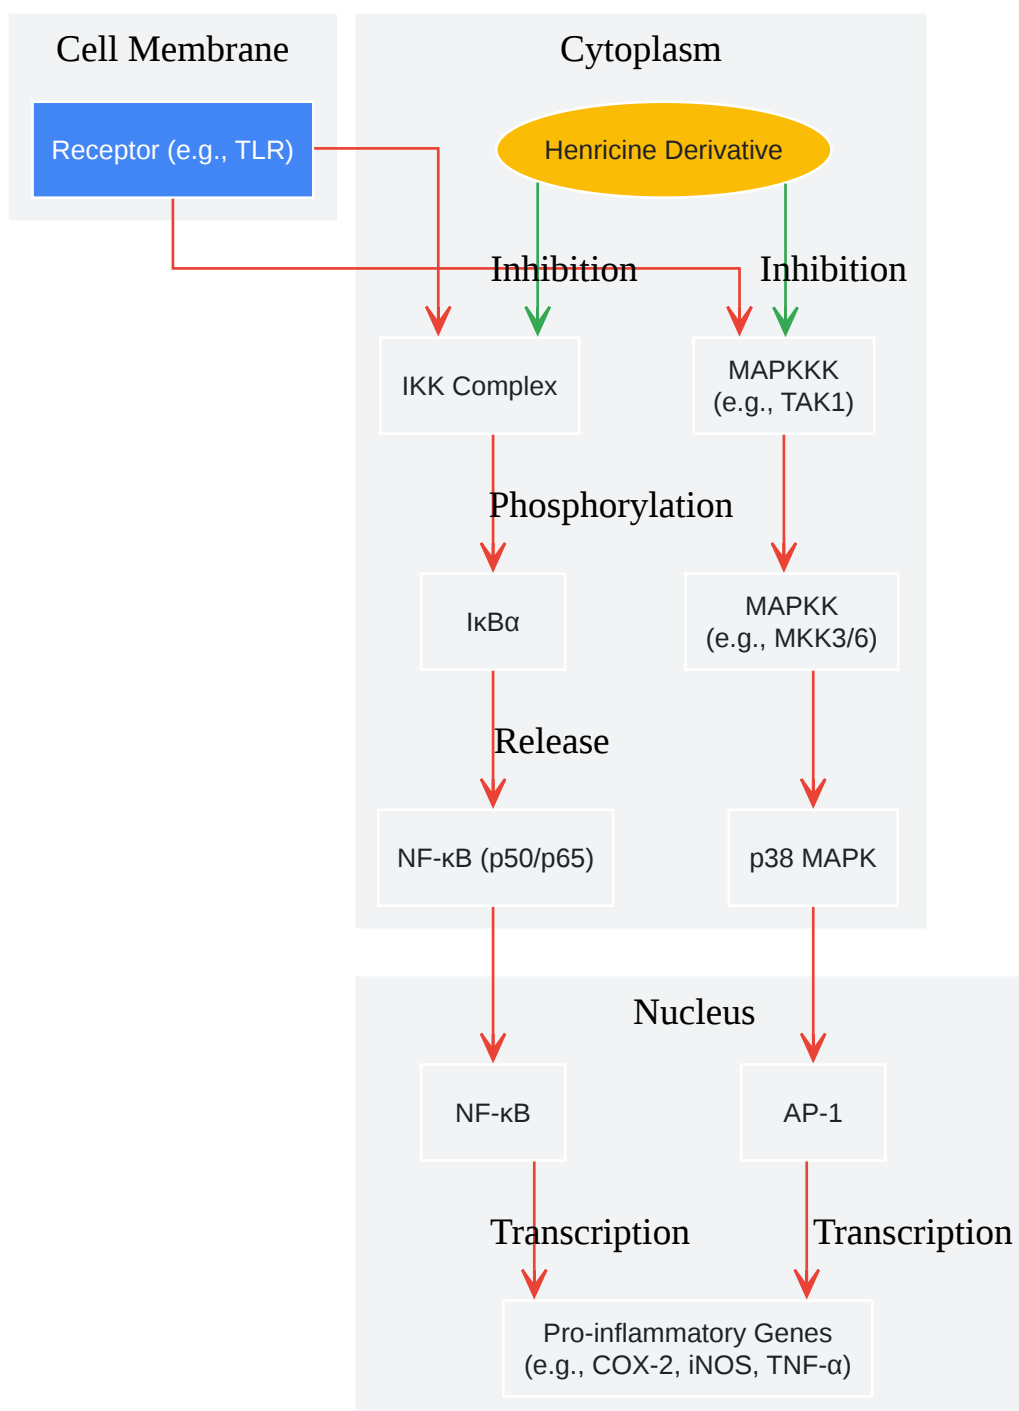 Cell Membrane
Cytoplasm
Receptor (e.g., TLR)
Henricine Derivative
Inhibition
Inhibition
IKK Complex
MAPKKK
(e.g., TAK1)
Phosphorylation
IκBα
MAPKK
(e.g., MKK3/6)
Release
NF-κB (p50/p65)
p38 MAPK
Nucleus
NF-κB
AP-1
Transcription
Transcription
Pro-inflammatory Genes
(e.g., COX-2, iNOS, TNF-α)